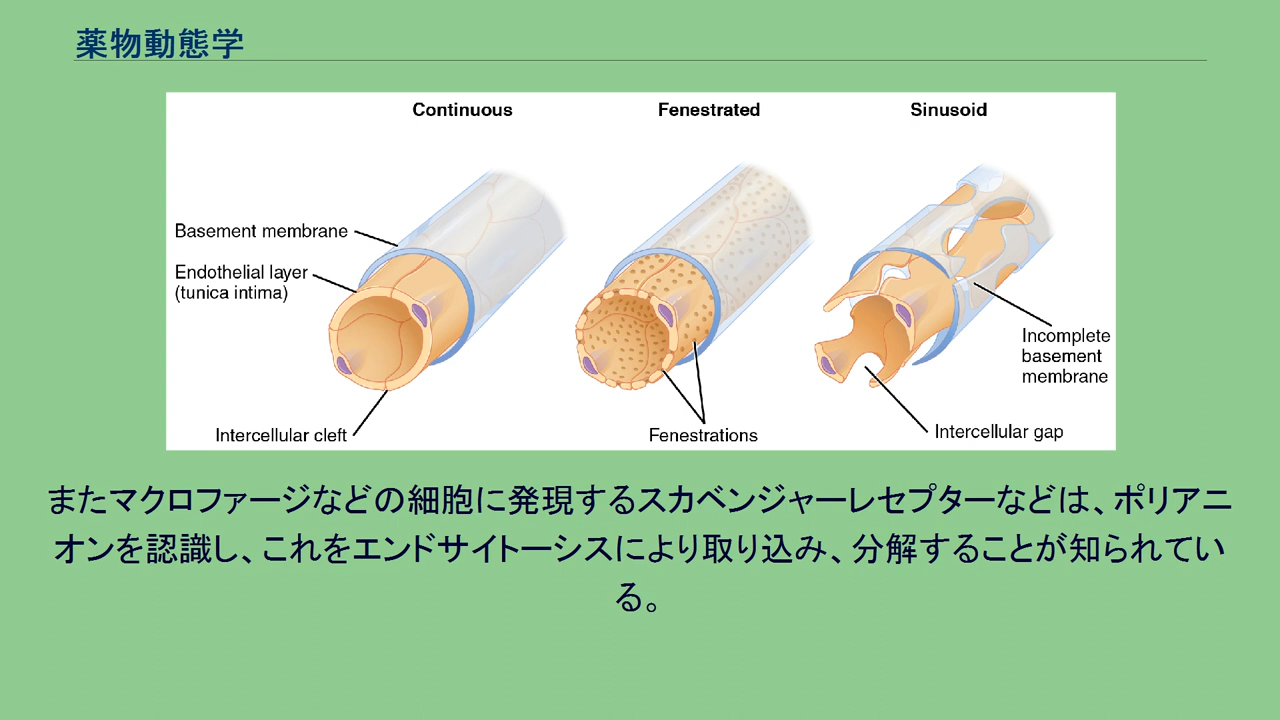 薬物動態学
Continuous
Fenestrated
Sinusoid
Basement membrane
Endothelial layer
(tunica intima)
Incomplete
basement
membrane
Intercellular cleft
Fenestrations
Intercellular gap
またマクロファージなどの細胞に発現するスカベンジャーレセプターなどは、ポリアニ
オンを認識し、これをエンドサイトーシスにより取り込み、分解することが知られてい
る。